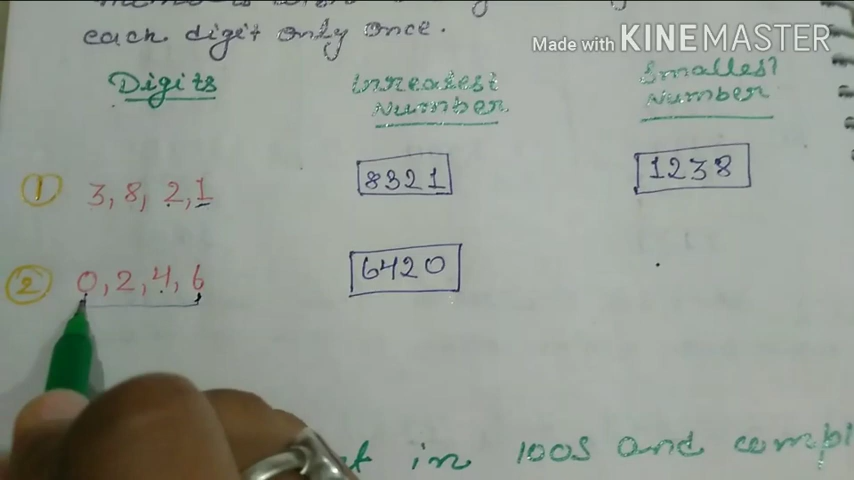 each digit only once.
Made with KINEMASTER
Digits
Greatest Number
Smallest Number
① 3, 8, 2, 1
8321
1238
② 0, 2, 4, 6
6420
in 100s and